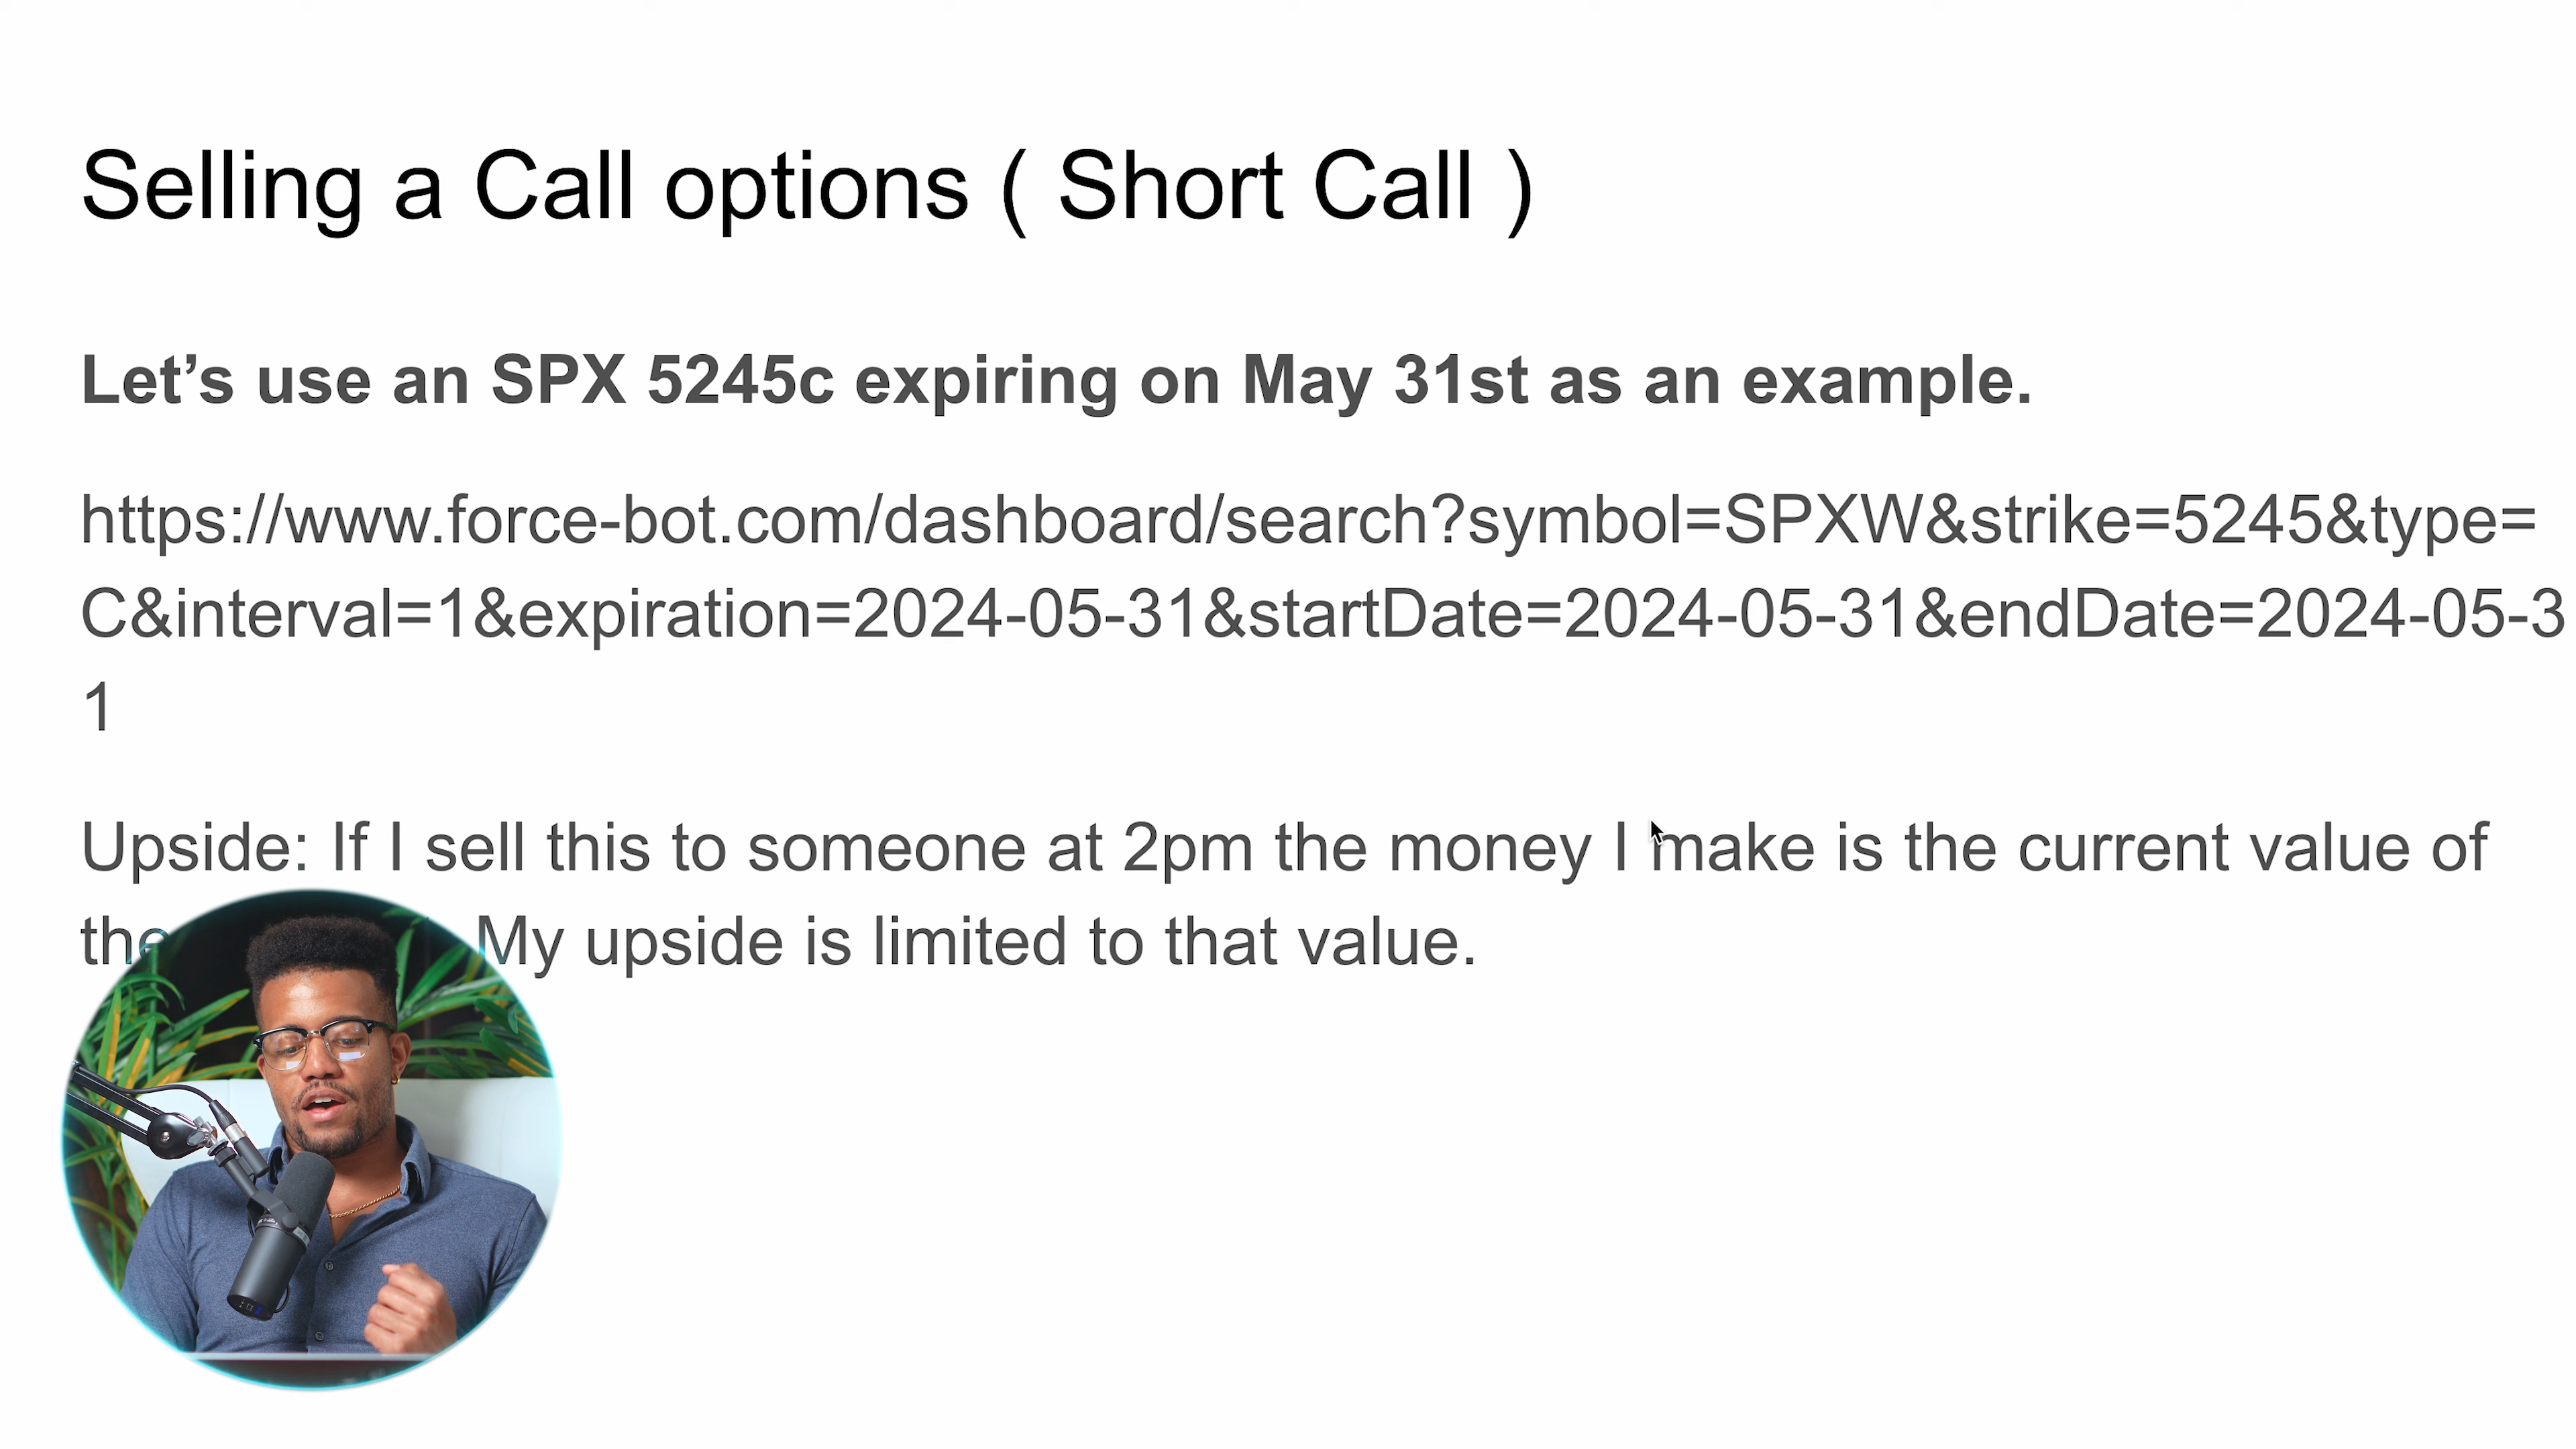 Selling a Call options ( Short Call )
Let’s use an SPX 5245c expiring on May 31st as an example.
https://www.force-bot.com/dashboard/search?symbol=SPXW&strike=5245&type=
C&interval=1&expiration=2024-05-31&startDate=2024-05-31&endDate=2024-05-3
1
Upside: If I sell this to someone at 2pm the money I make is the current value of
the My upside is limited to that value.